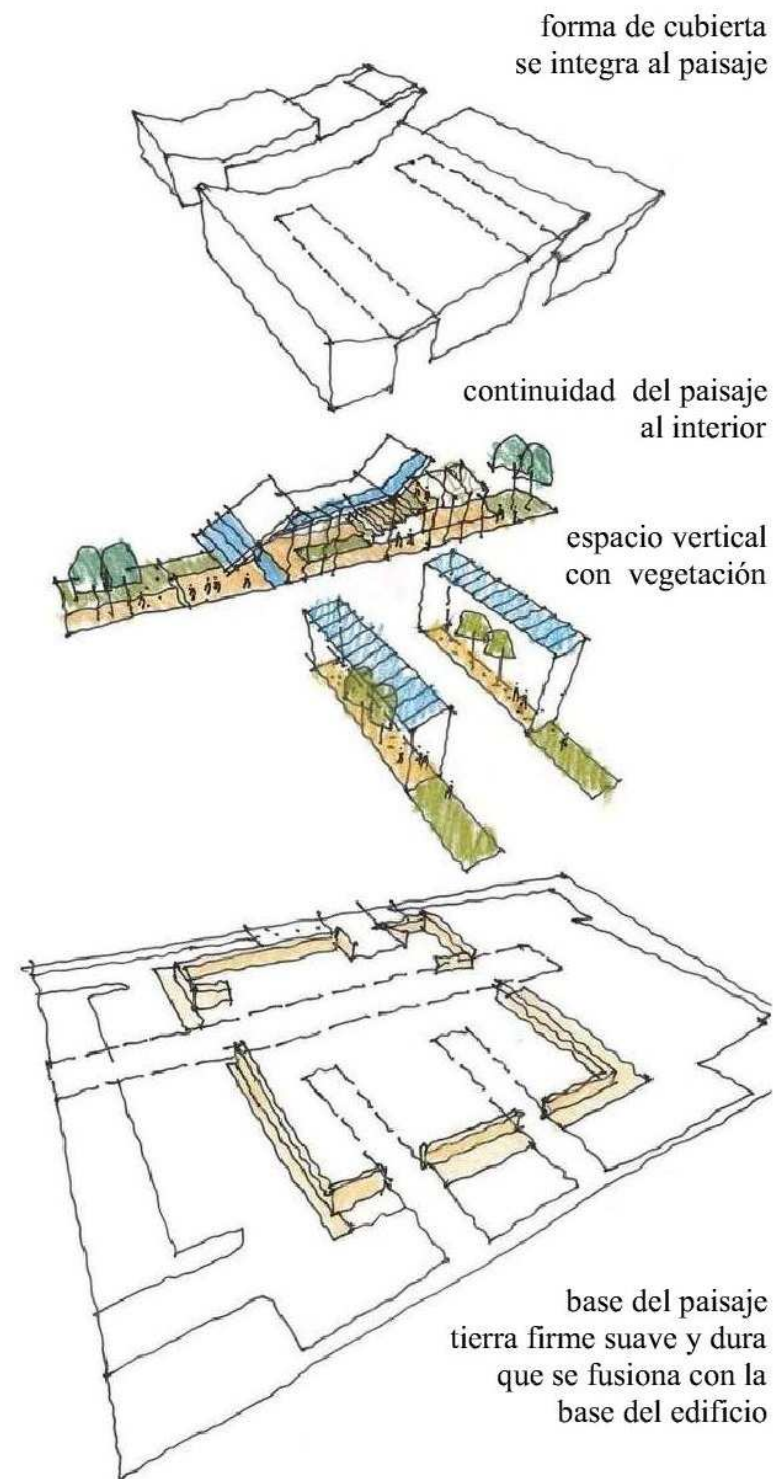 forma de cubierta
se integra al paisaje
continuidad del paisaje
al interior
espacio vertical
con vegetación
base del paisaje
tierra firme suave y dura
que se fusiona con la
base del edificio